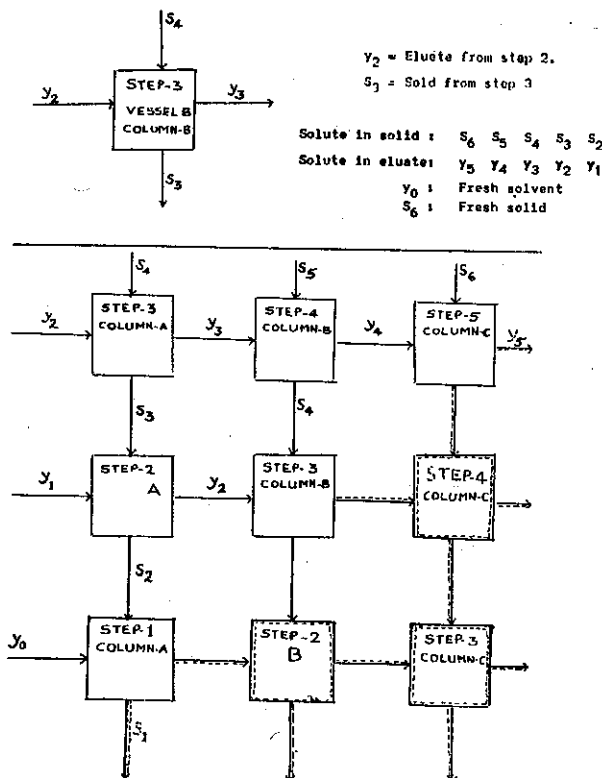 S4
y2 = Eluate from step 2.
S3 = Sold from step 3
y2
STEP-3
VESSEL B
COLUMN-B
y3
S3
Solute in solid : S6 S5 S4 S3 S2
Solute in eluate: y5 y4 y3 y2 y1
y0 : Fresh solvent
S6 : Fresh solid
S4
S5
S6
y2
STEP-3
COLUMN-A
y3
STEP-4
COLUMN-B
y4
STEP-5
COLUMN-C
y5
S3
S4
y1
STEP-2
A
y2
STEP-3
COLUMN-B
STEP-4
COLUMN-C
S2
y0
STEP-1
COLUMN-A
STEP-2
B
STEP-3
COLUMN-C
S1